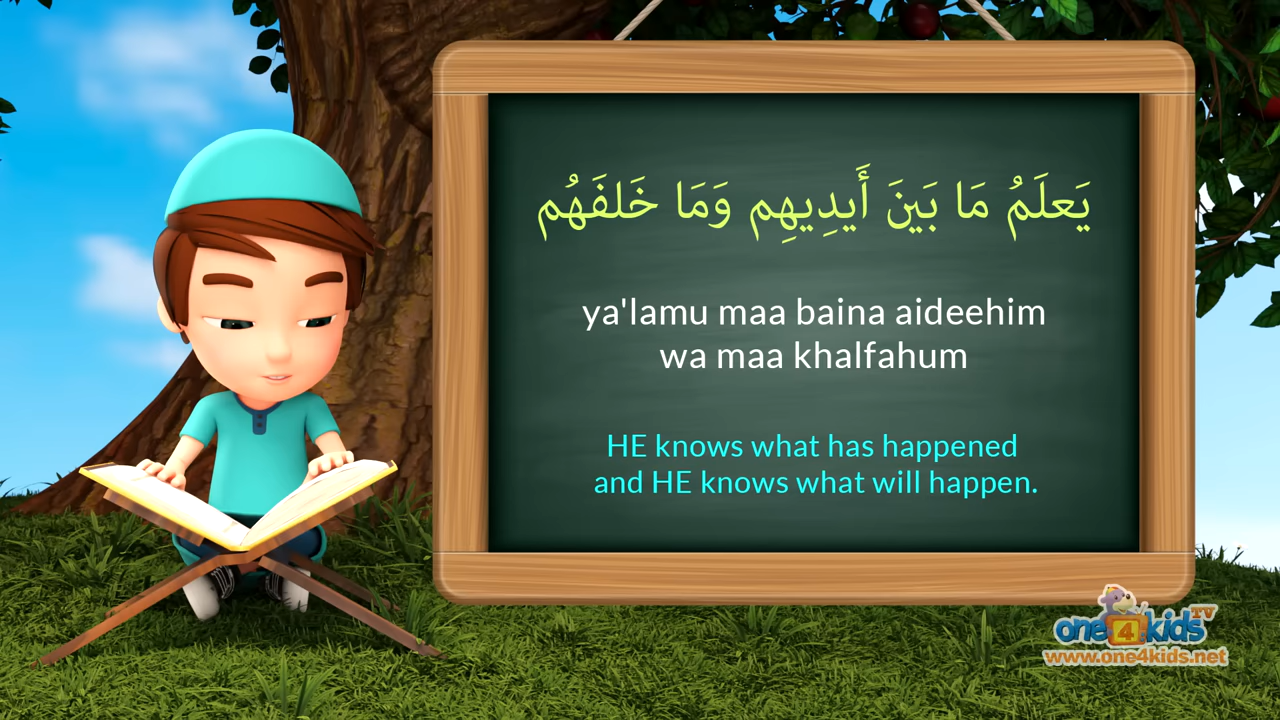 يَعلَمُ مَا بَينَ أَيدِيهِم وَمَا خَلفَهُم
ya'lamu maa baina aideehim
wa maa khalfahum
HE knows what has happened
and HE knows what will happen.
one4kids TV
www.one4kids.net